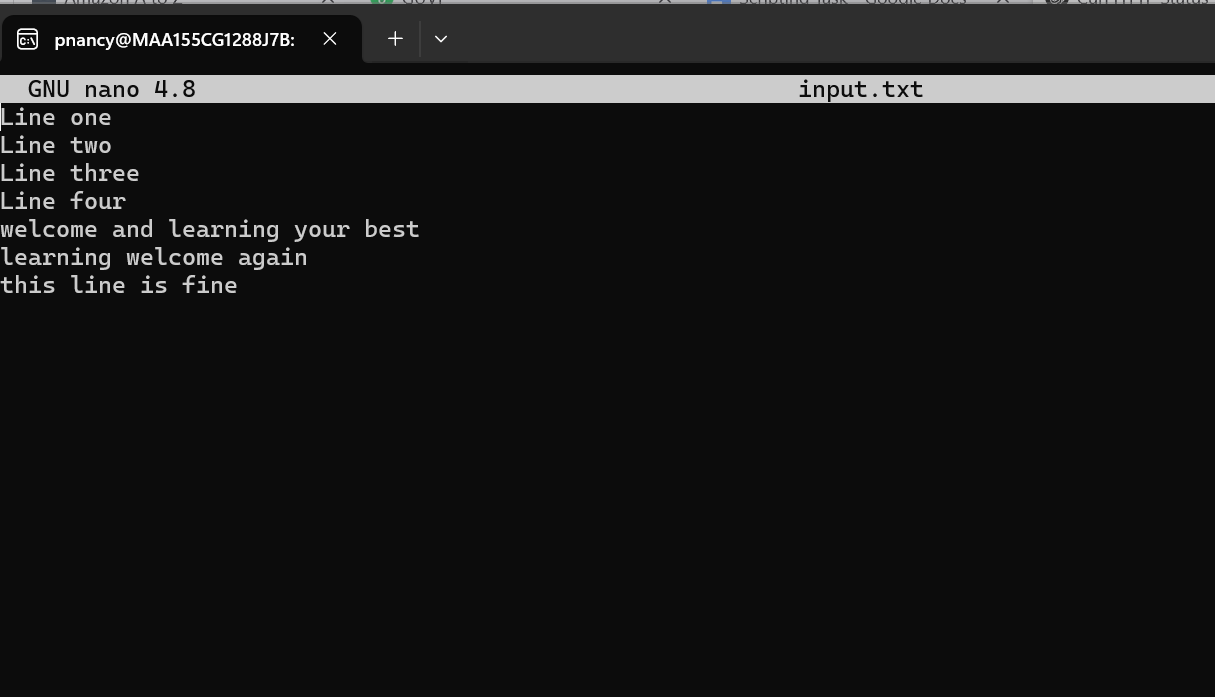 pnancy@MAA155CG1288J7B:
GNU nano 4.8 input.txt
Line one
Line two
Line three
Line four
welcome and learning your best
learning welcome again
this line is fine